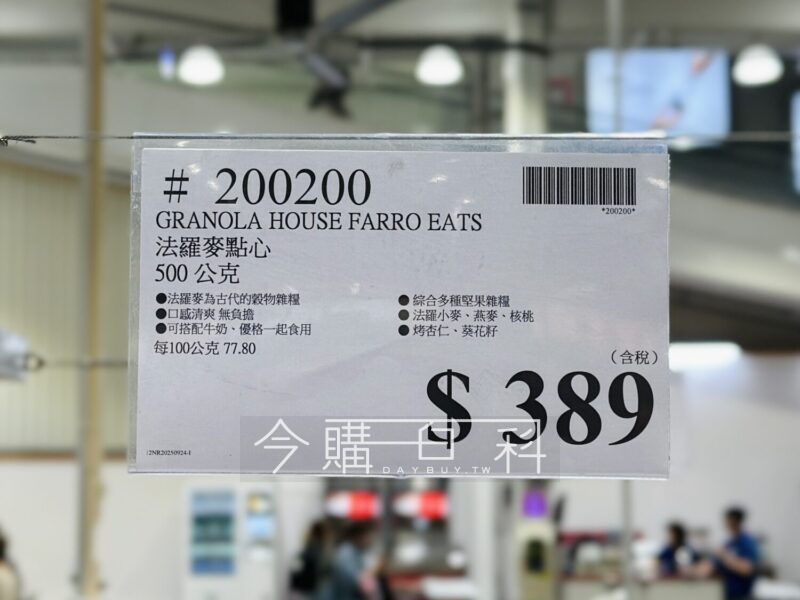 # 200200
*200200*
GRANOLA HOUSE FARRO EATS
法羅麥點心
500 公克
●法羅麥為古代的穀物雜糧
●口感清爽 無負擔
●可搭配牛奶、優格一起食用
● 綜合多種堅果雜糧
● 法羅小麥、燕麥、核桃
● 烤杏仁、葵花籽
每100公克 77.80
(含稅)
$ 389
今購百科
DAYBUY.TW
12NR20250924-1